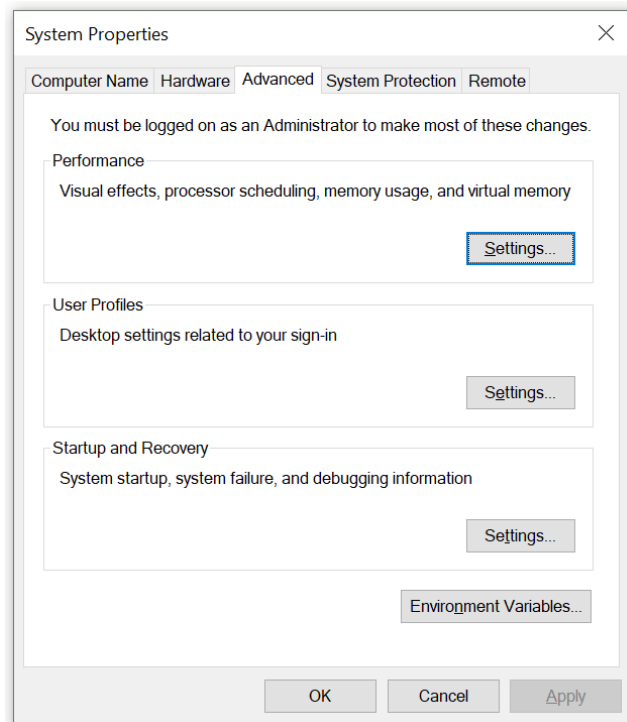 System Properties
Computer Name Hardware Advanced System Protection Remote
You must be logged on as an Administrator to make most of these changes.
Performance
Visual effects, processor scheduling, memory usage, and virtual memory
Settings...
User Profiles
Desktop settings related to your sign-in
Settings...
Startup and Recovery
System startup, system failure, and debugging information
Settings...
Environment Variables...
OK Cancel Apply